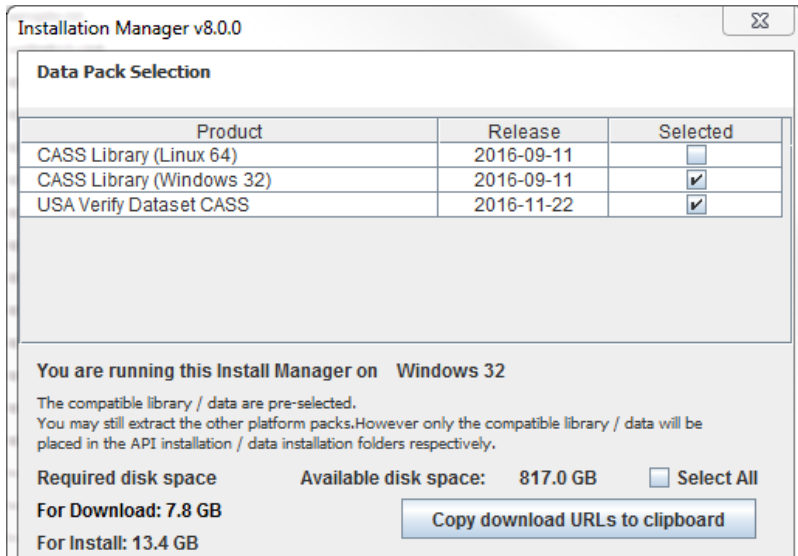 Installation Manager v8.0.0
Data Pack Selection
Product Release Selected
CASS Library (Linux 64) 2016-09-11
CASS Library (Windows 32) 2016-09-11
USA Verify Dataset CASS 2016-11-22
You are running this Install Manager on Windows 32
The compatible library / data are pre-selected.
You may still extract the other platform packs.However only the compatible library / data will be
placed in the API installation / data installation folders respectively.
Required disk space Available disk space: 817.0 GB Select All
For Download: 7.8 GB Copy download URLs to clipboard
For Install: 13.4 GB